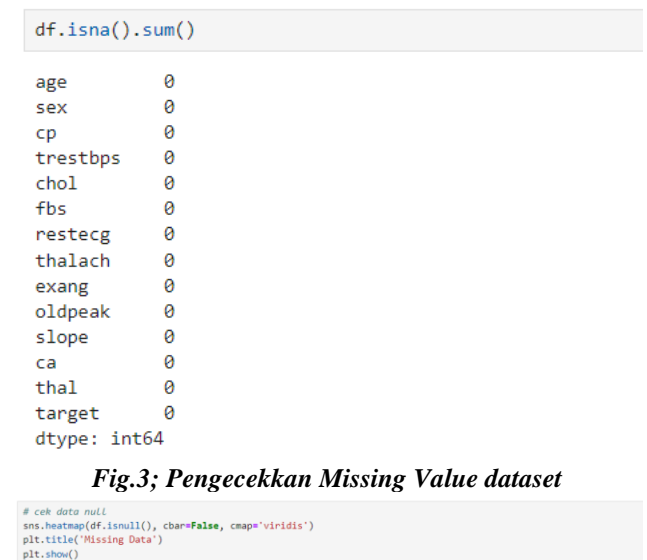 df.isna().sum()
age 0
sex 0
cp 0
trestbps 0
chol 0
fbs 0
restecg 0
thalach 0
exang 0
oldpeak 0
slope 0
ca 0
thal 0
target 0
dtype: int64
Fig.3; Pengecekkan Missing Value dataset
# cek data null
sns.heatmap(df.isnull(), cbar=False, cmap='viridis')
plt.title('Missing Data')
plt.show()